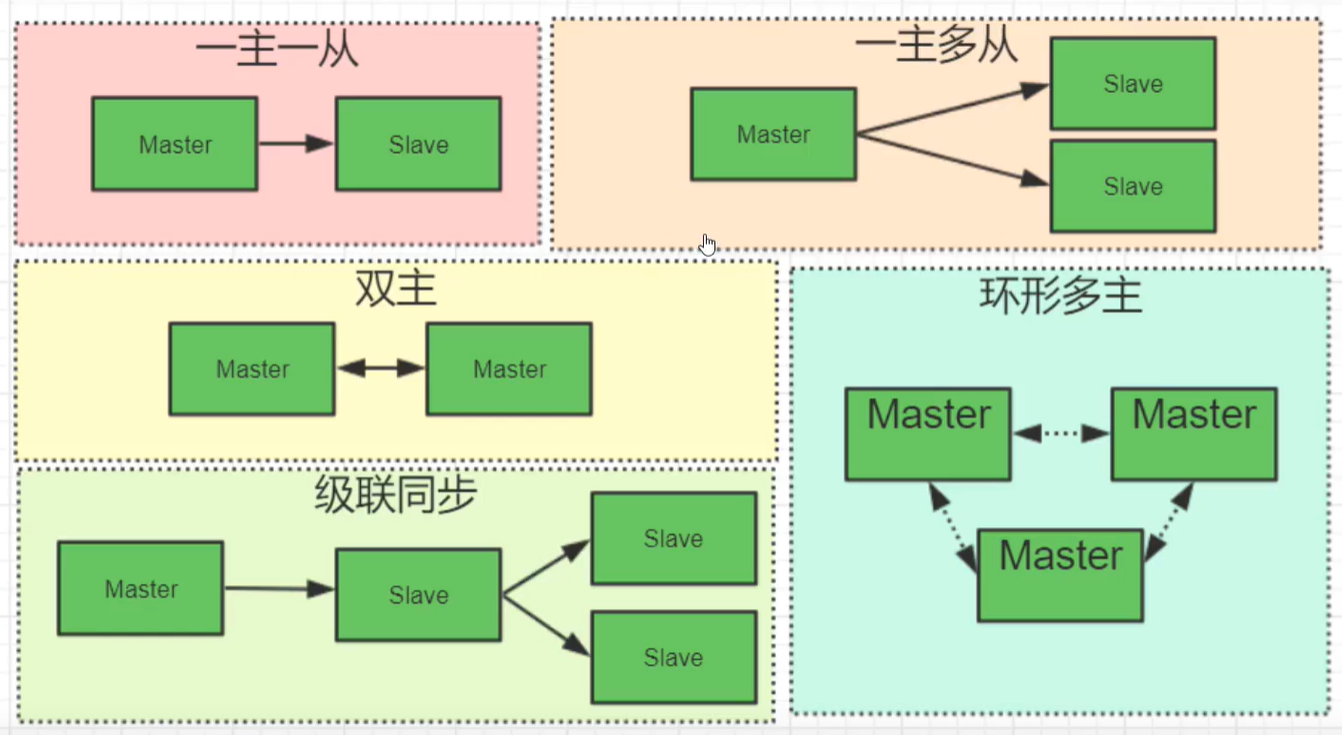 一主一从
Master
Slave
一主多从
Master
Slave
Slave
双主
Master
Master
环形多主
Master
Master
Master
级联同步
Master
Slave
Slave
Slave